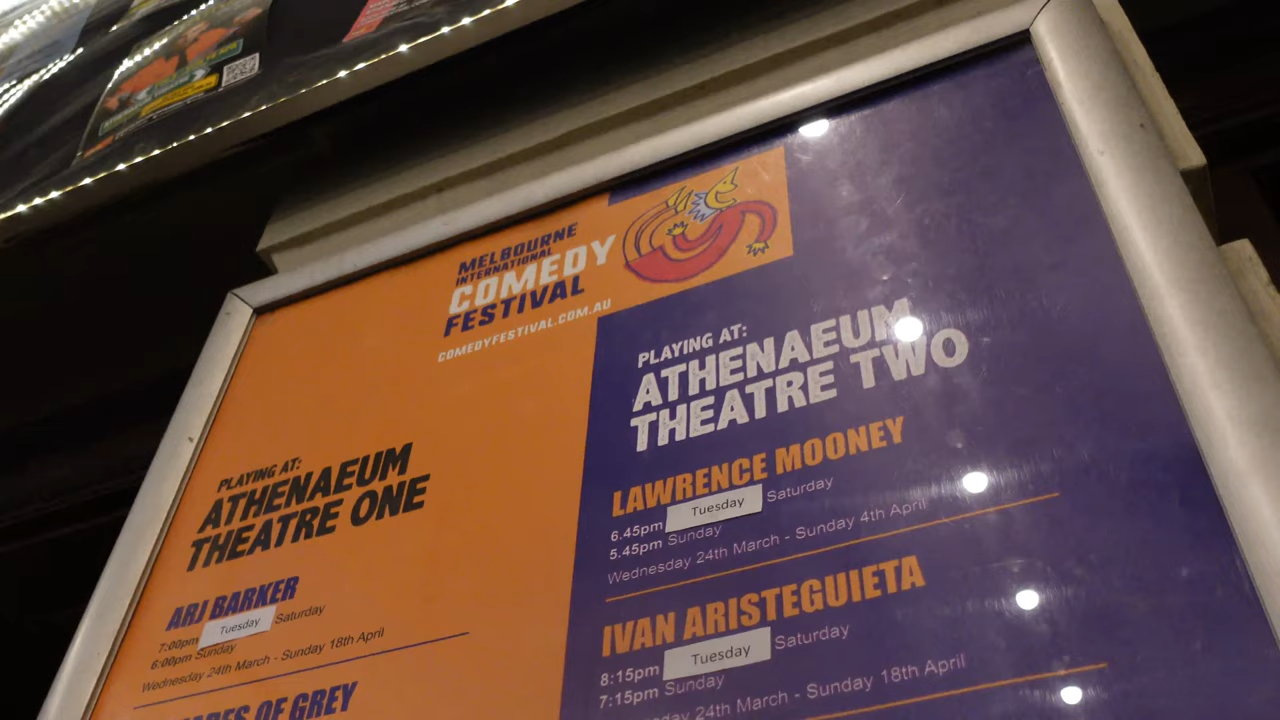 MELBOURNE
INTERNATIONAL
COMEDY
FESTIVAL
COMEDYFESTIVAL.COM.AU
PLAYING AT:
ATHENAEUM
THEATRE ONE
ARJ BARKER
7:00pm Tuesday Saturday
6:00pm Sunday
Wednesday 24th March - Sunday 18th April
OF GREY
PLAYING AT:
ATHENAEUM
THEATRE TWO
LAWRENCE MOONEY
6.45pm Tuesday Saturday
5.45pm Sunday
Wednesday 24th March - Sunday 4th April
IVAN ARISTEGUIETA
8:15pm Tuesday Saturday
7:15pm Sunday
24th March - Sunday 18th April